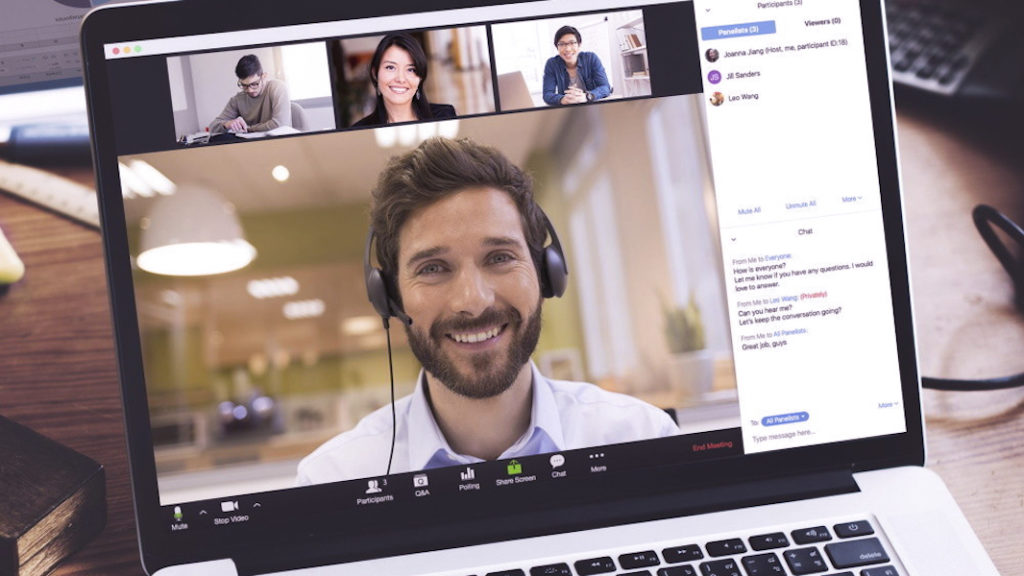 Participants (3)
Panelists (3)
Viewers (0)
Joanna Jiang (Host, me, participant ID:18)
JS
Jill Sanders
Leo Wang
Mute All
Unmute All
More
Chat
From Me to Everyone:
How is everyone?
Let me know if you have any questions. I would
love to answer.
From Me to Leo Wang: (Privately)
Can you hear me?
Let's keep the conversation going?
From Me to All Panelists:
Great job, guys
To:
All Panelists
More
Type message here...
End Meeting
Mute
Stop Video
3
Participants
Q&A
Polling
Share Screen
Chat
More
delete